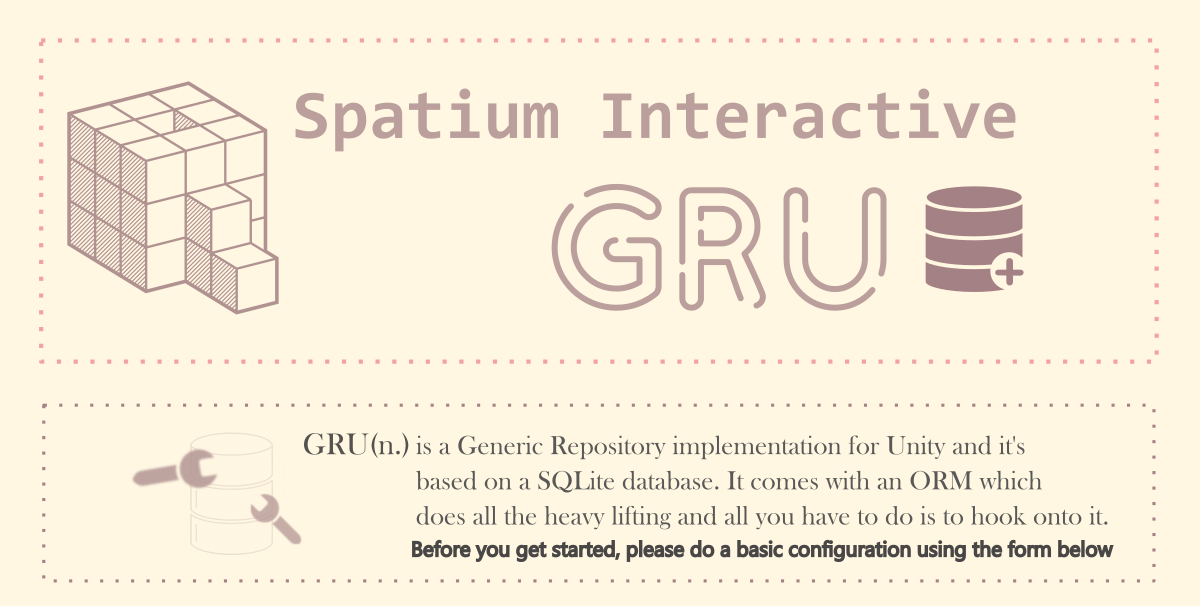 Spatium Interactive
GRU
GRU(n.) is a Generic Repository implementation for Unity and it's
based on a SQLite database. It comes with an ORM which
does all the heavy lifting and all you have to do is to hook onto it.
Before you get started, please do a basic configuration using the form below